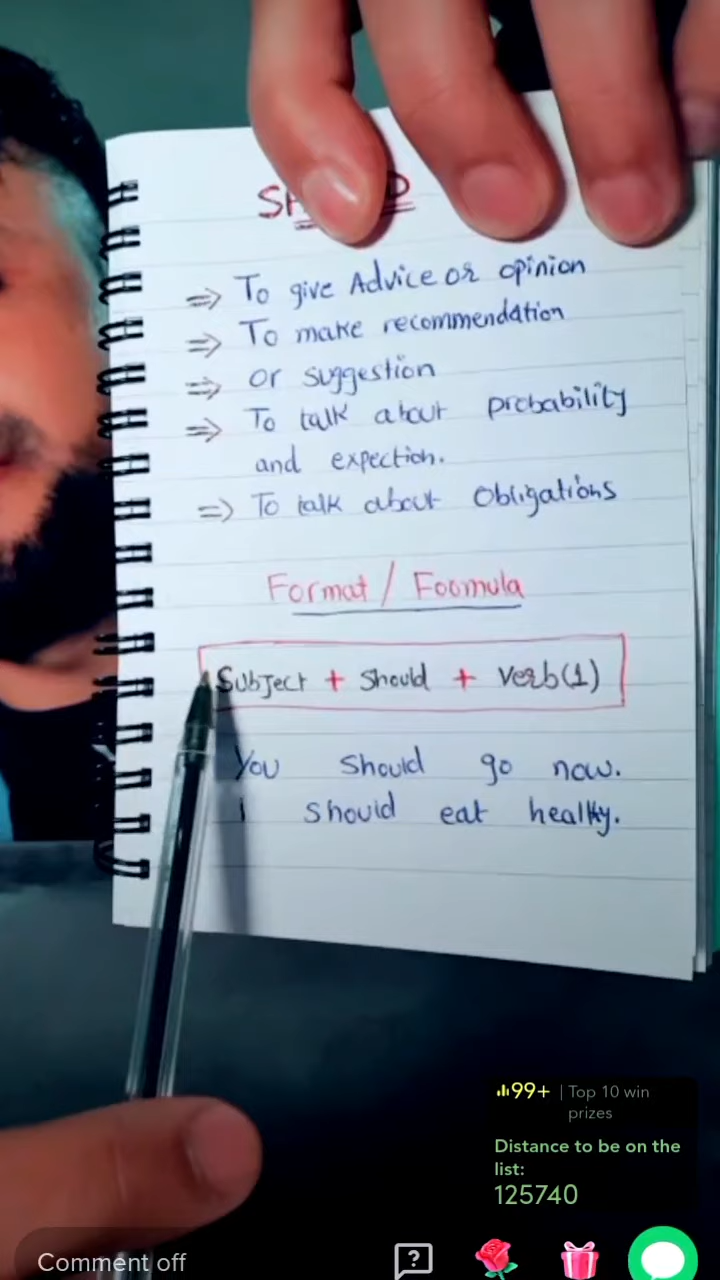 ⇒ To give Advice or opinion
⇒ To make recommendation
⇒ or suggestion
⇒ To talk about probability
and expection.
⇒ To talk about Obligations
Format / Foomula
Subject + Should + Verb(1)
You should go now.
I should eat healhy.
99+ | Top 10 win
prizes
Distance to be on the
list:
125740
Comment off